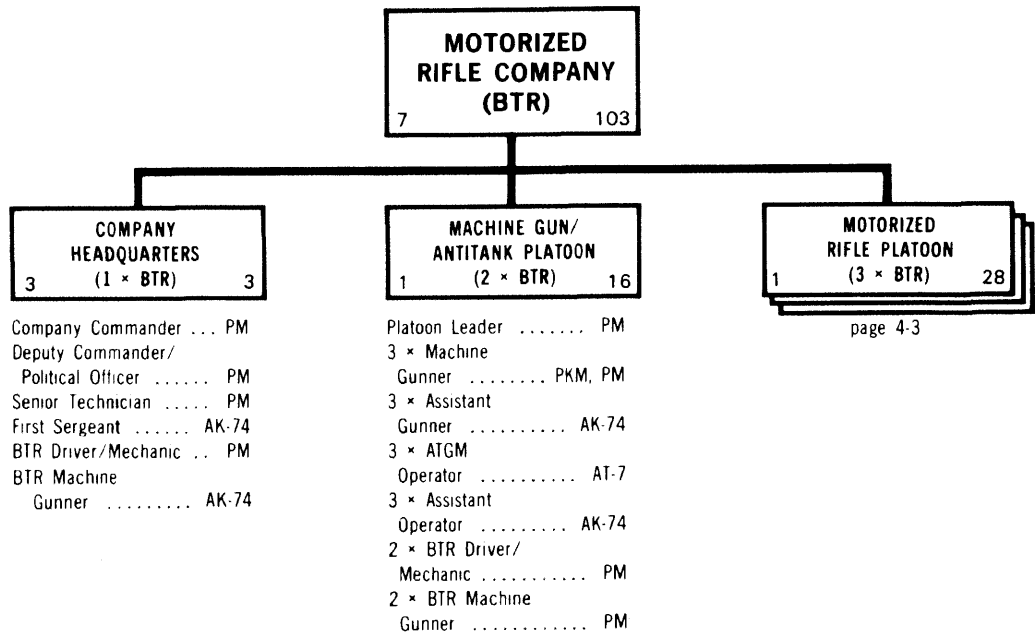 MOTORIZED
RIFLE COMPANY
(BTR)
7 103
COMPANY
HEADQUARTERS
(1 × BTR)
3 3
Company Commander ... PM
Deputy Commander/
Political Officer ...... PM
Senior Technician ..... PM
First Sergeant ...... AK-74
BTR Driver/Mechanic .. PM
BTR Machine
Gunner ......... AK-74
MACHINE GUN/
ANTITANK PLATOON
(2 × BTR)
1 16
Platoon Leader ....... PM
3 × Machine
Gunner ........ PKM, PM
3 × Assistant
Gunner ......... AK-74
3 × ATGM
Operator .......... AT-7
3 × Assistant
Operator ......... AK-74
2 × BTR Driver/
Mechanic ........... PM
2 × BTR Machine
Gunner ............ PM
MOTORIZED
RIFLE PLATOON
(3 × BTR)
1 28
page 4-3